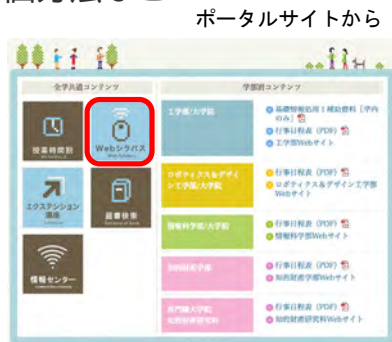 ポータルサイトから
全学共通コンテンツ
学部別コンテンツ
授業時間割
Webシラバス
エクステンション
講座
図書検索
情報センター
工学部/大学院
基礎情報処理Ⅰ補助資料 [学内
のみ]
行事日程表 (PDF)
工学部Webサイト
ロボティクス&デザイ
ン工学部/大学院
行事日程表 (PDF)
ロボティクス&デザイン工学部
Webサイト
情報科学部/大学院
行事日程表 (PDF)
情報科学部Webサイト
知的財産学部
行事日程表 (PDF)
知的財産学部Webサイト
専門職大学院
知的財産研究科
行事日程表 (PDF)
知的財産研究科Webサイト